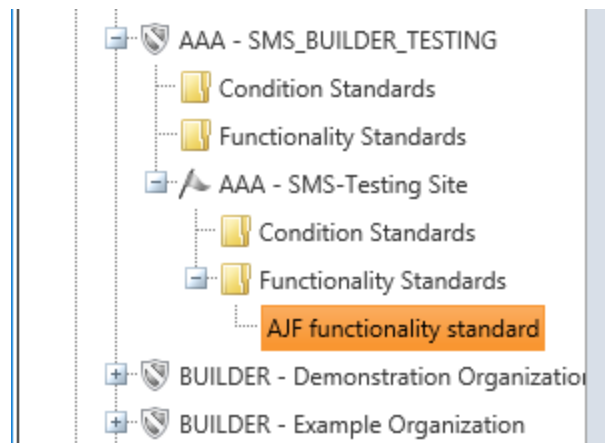 AAA - SMS_BUILDER_TESTING
Condition Standards
Functionality Standards
AAA - SMS-Testing Site
Condition Standards
Functionality Standards
AJF functionality standard
BUILDER - Demonstration Organizatio
BUILDER - Example Organization